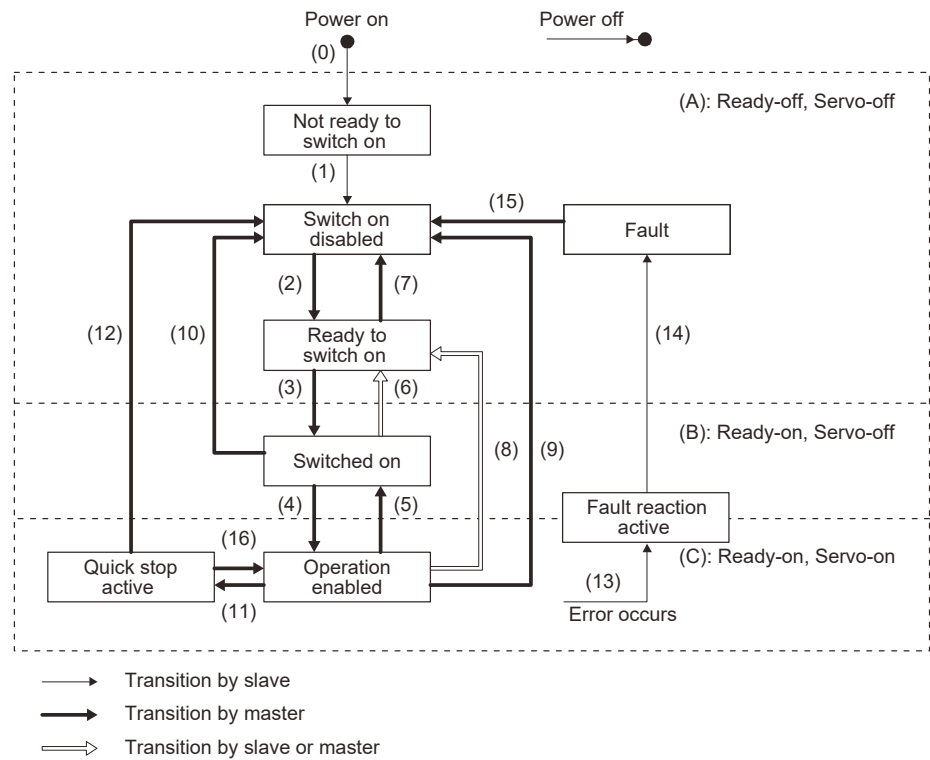 Power on
Power off
(0)
(A): Ready-off, Servo-off
Not ready to
switch on
(1)
(15)
Switch on
disabled
Fault
(2)
(7)
(12)
(10)
(14)
Ready to
switch on
(3)
(6)
(B): Ready-on, Servo-off
(8)
(9)
Switched on
(4)
(5)
Fault reaction
active
(16)
(C): Ready-on, Servo-on
Quick stop
active
Operation
enabled
(13)
(11)
Error occurs
Transition by slave
Transition by master
Transition by slave or master